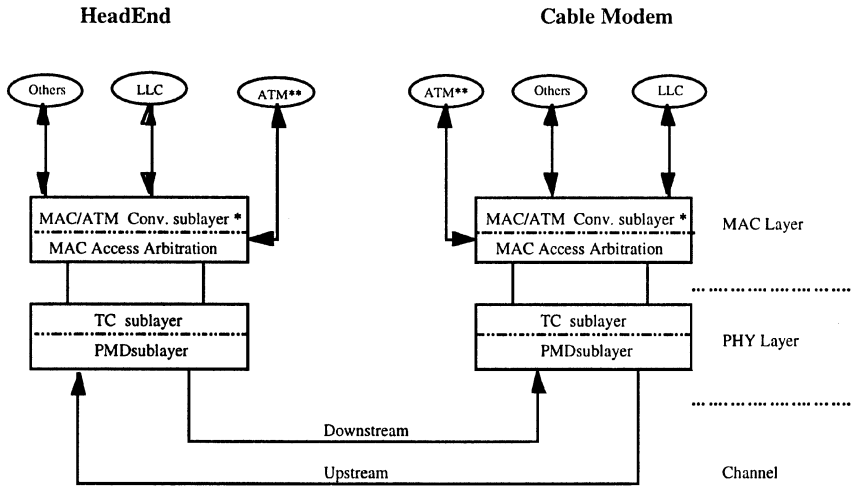 HeadEnd
Cable Modem
Others
LLC
ATM**
ATM**
Others
LLC
MAC/ATM Conv. sublayer *
MAC Access Arbitration
MAC/ATM Conv. sublayer *
MAC Access Arbitration
MAC Layer
TC sublayer
PMDsublayer
TC sublayer
PMDsublayer
PHY Layer
Downstream
Upstream
Channel